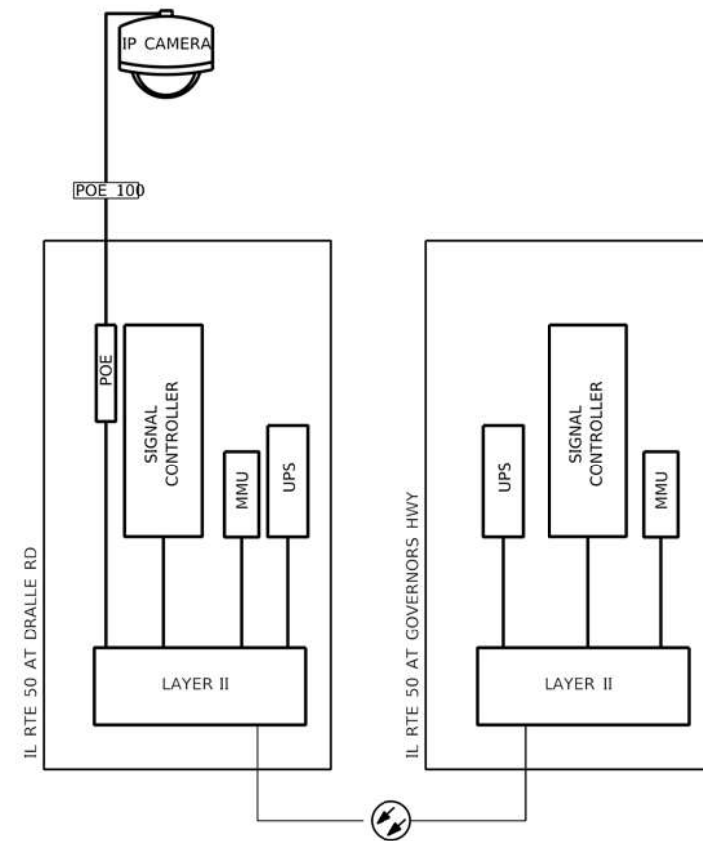 IP CAMERA
POE 100
IL RTE 50 AT DRALLE RD
POE
SIGNAL
CONTROLLER
MMU
UPS
LAYER II
IL RTE 50 AT GOVERNORS HWY
UPS
SIGNAL
CONTROLLER
MMU
LAYER II